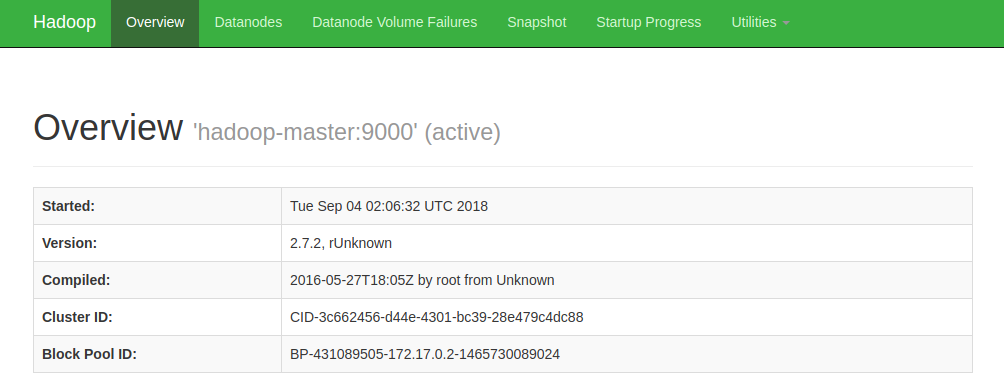 Hadoop Overview Datanodes Datanode Volume Failures Snapshot Startup Progress Utilities
Overview 'hadoop-master:9000' (active)
Started: Tue Sep 04 02:06:32 UTC 2018
Version: 2.7.2, rUnknown
Compiled: 2016-05-27T18:05Z by root from Unknown
Cluster ID: CID-3c662456-d44e-4301-bc39-28e479c4dc88
Block Pool ID: BP-431089505-172.17.0.2-1465730089024